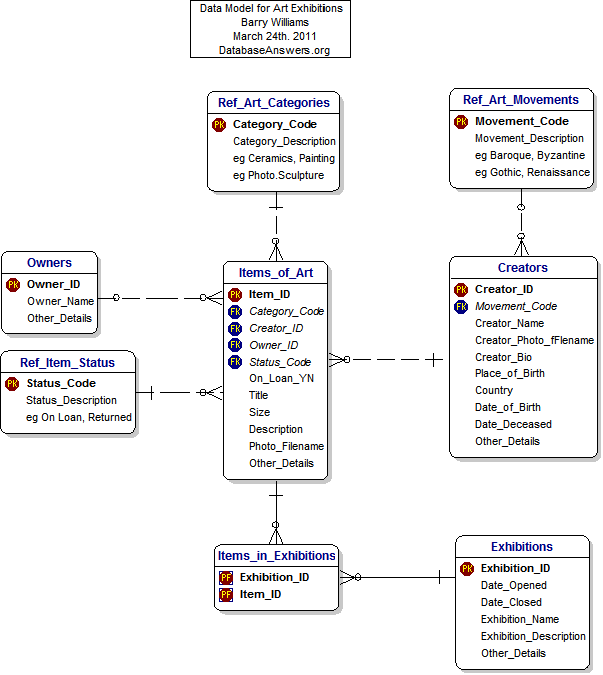 Data Model for Art Exhibitions
Barry Williams
March 24th. 2011
DatabaseAnswers.org
Ref_Art_Categories
PK Category_Code
Category_Description
eg Ceramics, Painting
eg Photo.Sculpture
Ref_Art_Movements
PK Movement_Code
Movement_Description
eg Baroque, Byzantine
eg Gothic, Renaissance
Owners
PK Owner_ID
Owner_Name
Other_Details
Items_of_Art
PK Item_ID
FK Category_Code
FK Creator_ID
FK Owner_ID
FK Status_Code
On_Loan_YN
Title
Size
Description
Photo_Filename
Other_Details
Creators
PK Creator_ID
FK Movement_Code
Creator_Name
Creator_Photo_fFlename
Creator_Bio
Place_of_Birth
Country
Date_of_Birth
Date_Deceased
Other_Details
Ref_Item_Status
PK Status_Code
Status_Description
eg On Loan, Returned
Items_in_Exhibitions
PF Exhibition_ID
PF Item_ID
Exhibitions
PK Exhibition_ID
Date_Opened
Date_Closed
Exhibition_Name
Exhibition_Description
Other_Details